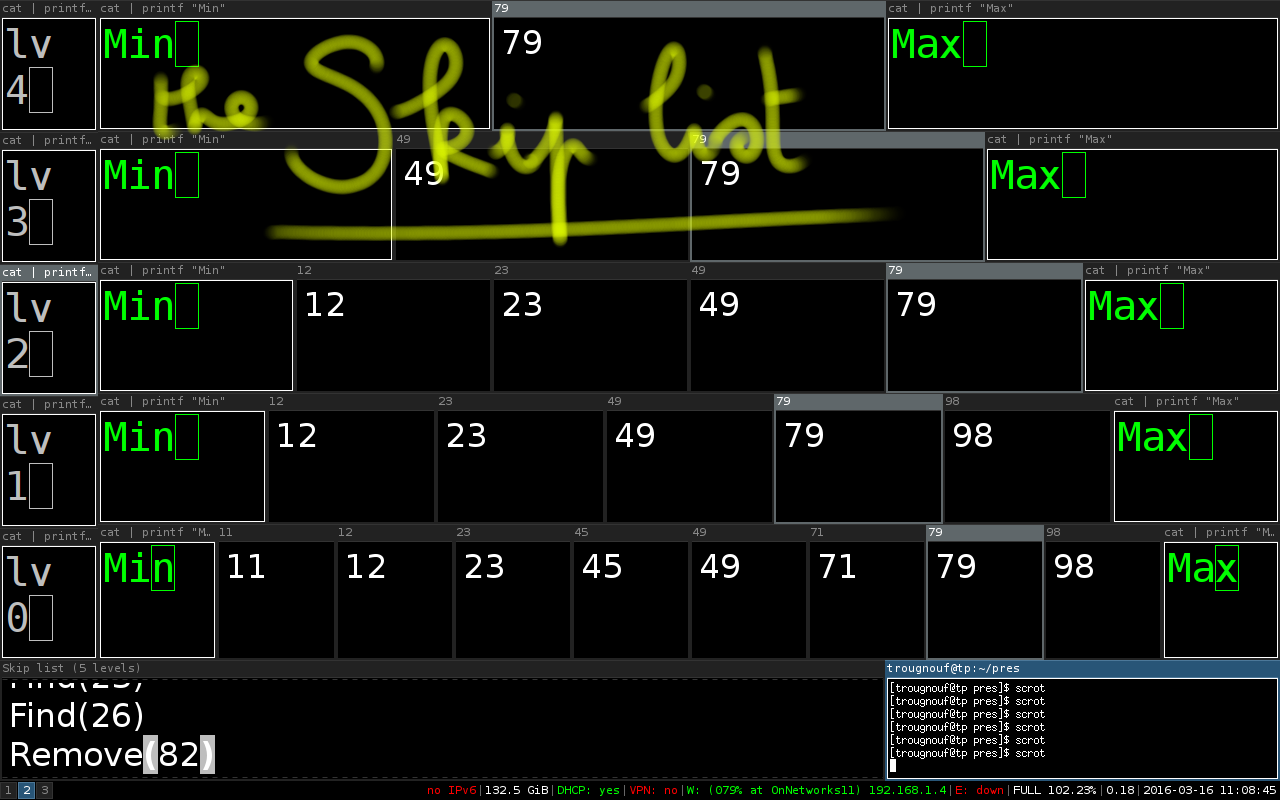 cat | printf… cat | printf "Min" 79 cat | printf "Max"
lv 4 Min 79 Max
the Skip list
cat | printf… cat | printf "Min" 49 79 cat | printf "Max"
lv 3 Min 49 79 Max
cat | printf… cat | printf "Min" 12 23 49 79 cat | printf "Max"
lv 2 Min 12 23 49 79 Max
cat | printf… cat | printf "Min" 12 23 49 79 98 cat | printf "Max"
lv 1 Min 12 23 49 79 98 Max
cat | printf… cat | printf "M… 11 12 23 45 49 71 79 98 cat | printf "M…
lv 0 Min 11 12 23 45 49 71 79 98 Max
Skip list (5 levels)
Find(26)
Remove(82)
trougnouf@tp:~/pres
[trougnouf@tp pres]$ scrot
[trougnouf@tp pres]$ scrot
[trougnouf@tp pres]$ scrot
[trougnouf@tp pres]$ scrot
[trougnouf@tp pres]$ scrot
[trougnouf@tp pres]$ scrot
1 2 3 no IPv6|132.5 GiB|DHCP: yes|VPN: no|W: (079% at OnNetworks11) 192.168.1.4|E: down|FULL 102.23%|0.18|2016-03-16 11:08:45